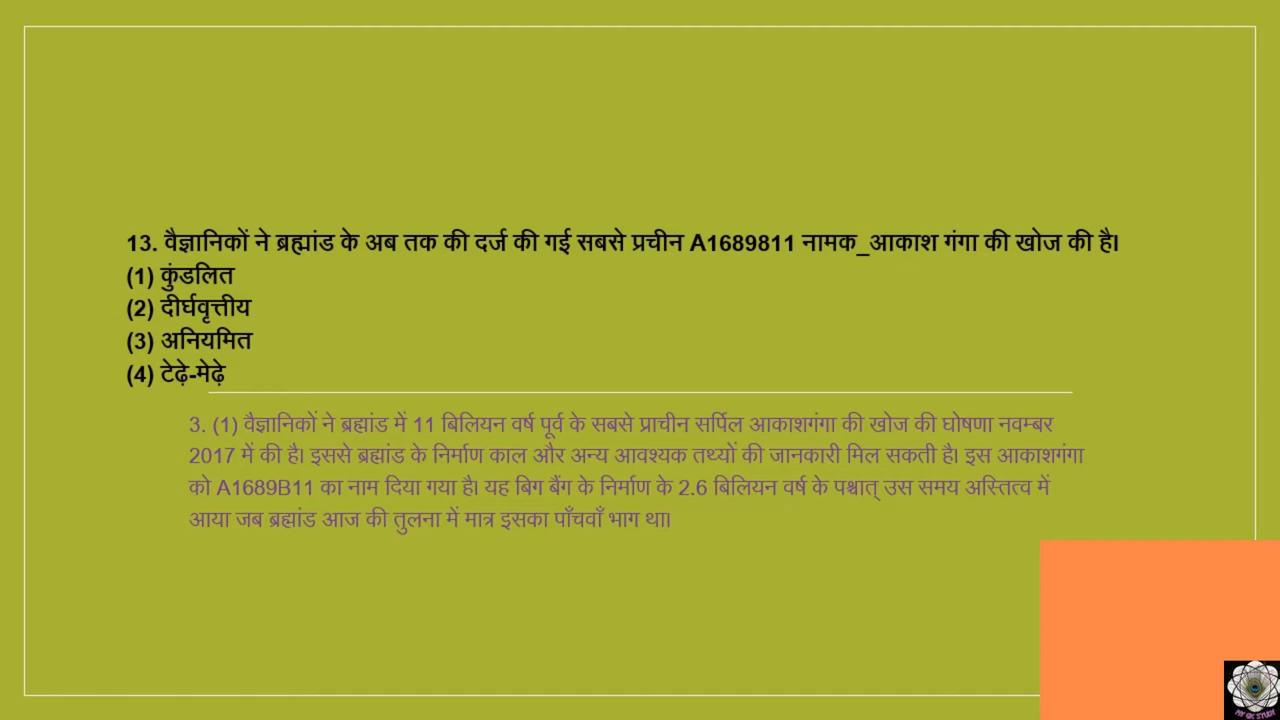 13. वैज्ञानिकों ने ब्रह्मांड के अब तक की दर्ज की गई सबसे प्रचीन A1689811 नामक_आकाश गंगा की खोज की है।
(1) कुंडलित
(2) दीर्घवृत्तीय
(3) अनियमित
(4) टेढ़े-मेढ़े
3. (1) वैज्ञानिकों ने ब्रह्मांड में 11 बिलियन वर्ष पूर्व के सबसे प्राचीन सर्पिल आकाशगंगा की खोज की घोषणा नवम्बर
2017 में की है। इससे ब्रह्मांड के निर्माण काल और अन्य आवश्यक तथ्यों की जानकारी मिल सकती है। इस आकाशगंगा
को A1689B11 का नाम दिया गया है। यह बिग बैंग के निर्माण के 2.6 बिलियन वर्ष के पश्चात् उस समय अस्तित्व में
आया जब ब्रह्मांड आज की तुलना में मात्र इसका पाँचवाँ भाग था।
MY GK STUDY